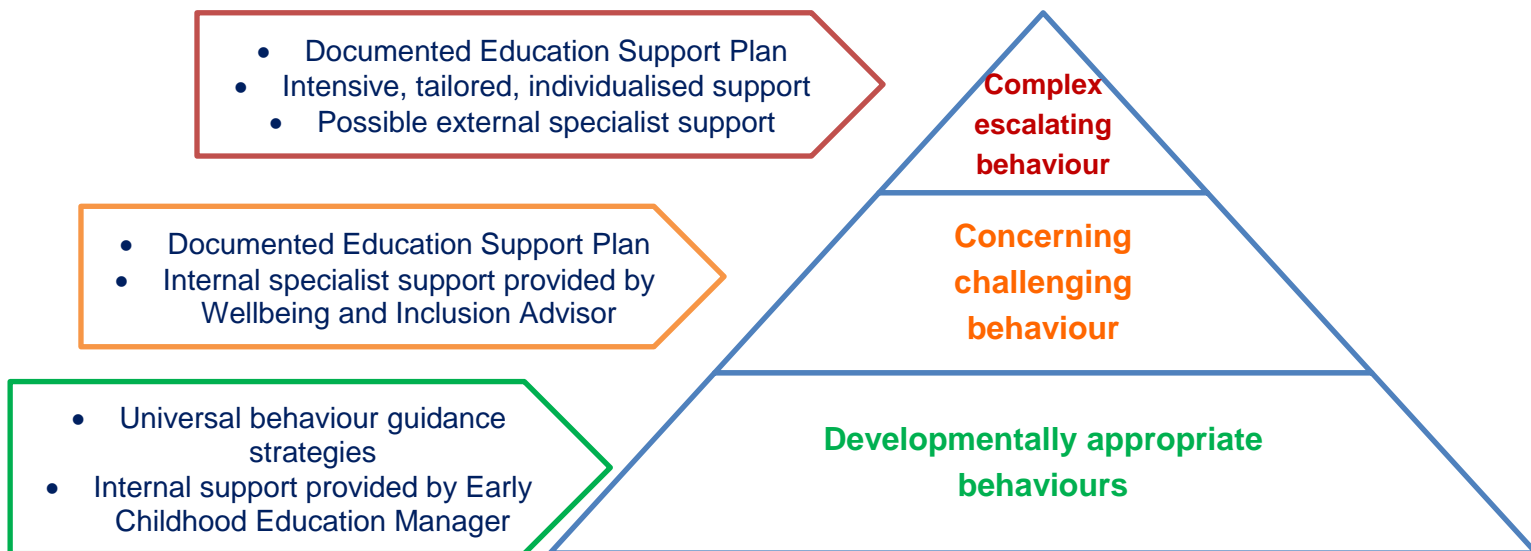 • Documented Education Support Plan
• Intensive, tailored, individualised support
• Possible external specialist support
Complex
escalating
behaviour
• Documented Education Support Plan
• Internal specialist support provided by
Wellbeing and Inclusion Advisor
Concerning
challenging
behaviour
• Universal behaviour guidance
strategies
• Internal support provided by Early
Childhood Education Manager
Developmentally appropriate
behaviours